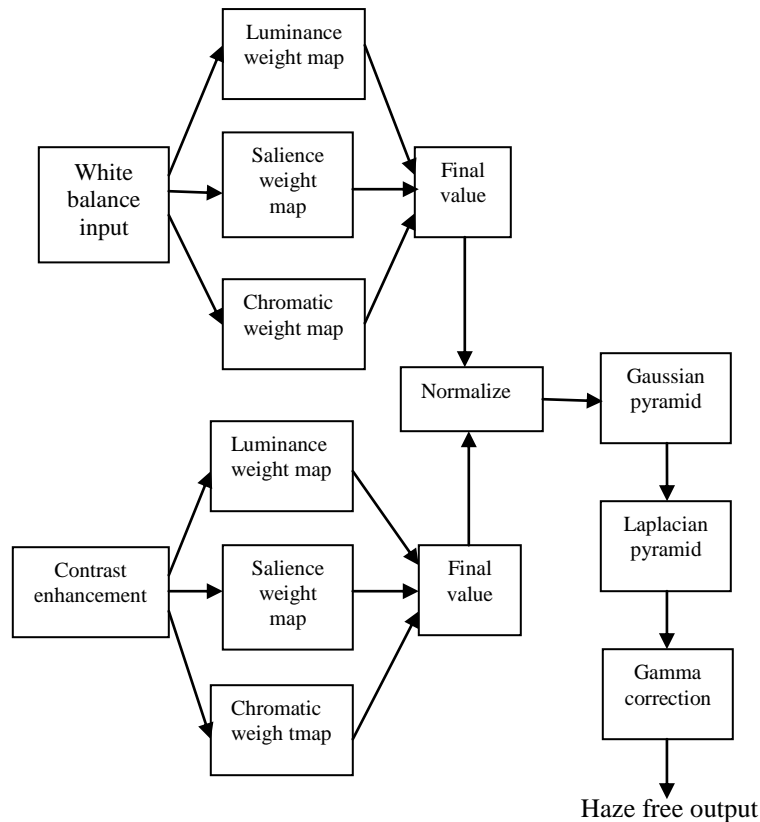 Luminance
weight map
White
balance
input
Salience
weight
map
Final
value
Chromatic
weight map
Normalize
Gaussian
pyramid
Luminance
weight map
Laplacian
pyramid
Contrast
enhancement
Salience
weight
map
Final
value
Chromatic
weigh tmap
Gamma
correction
Haze free output